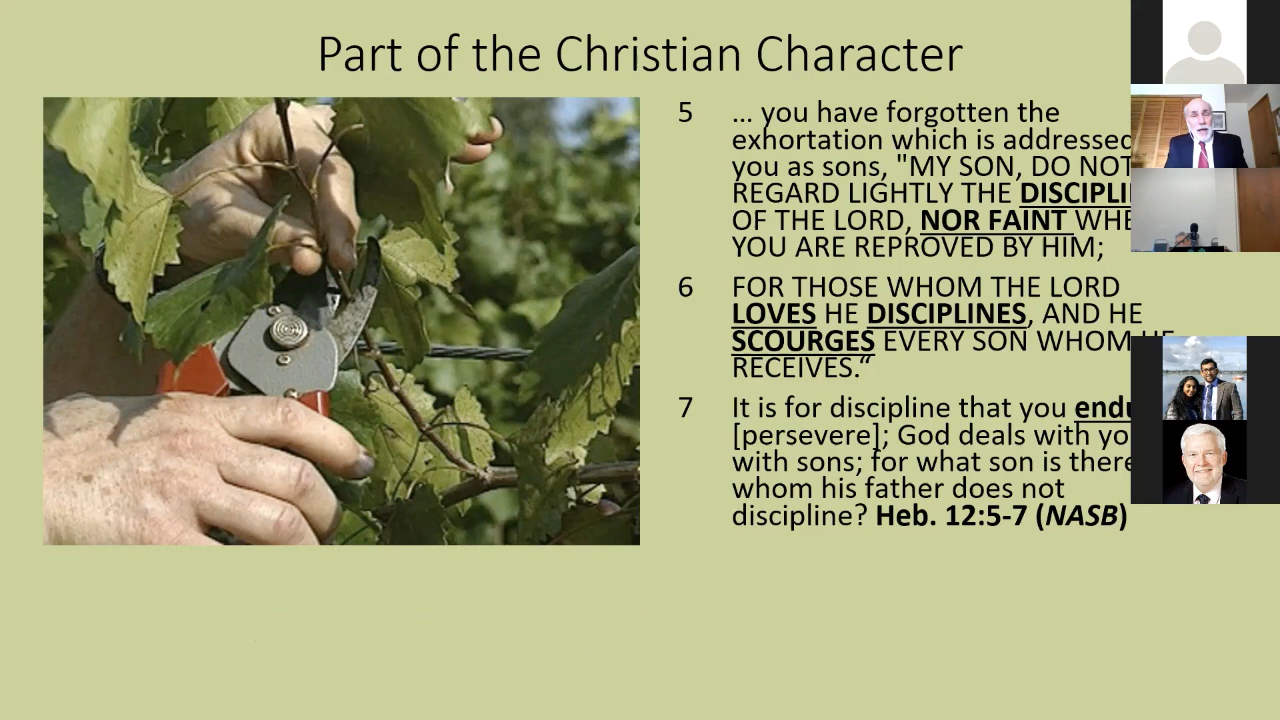 Part of the Christian Character
5 … you have forgotten the
exhortation which is addressed
you as sons, "MY SON, DO NOT
REGARD LIGHTLY THE
OF THE LORD, NOR FAINT
YOU ARE REPROVED BY HIM;
6 FOR THOSE WHOM THE LORD
LOVES HE DISCIPLINES, AND HE
SCOURGES EVERY SON WHOM HE
RECEIVES.“
7 It is for discipline that you
[persevere]; God deals with
with sons; for what son is there
whom his father does not
discipline? Heb. 12:5-7 (NASB)